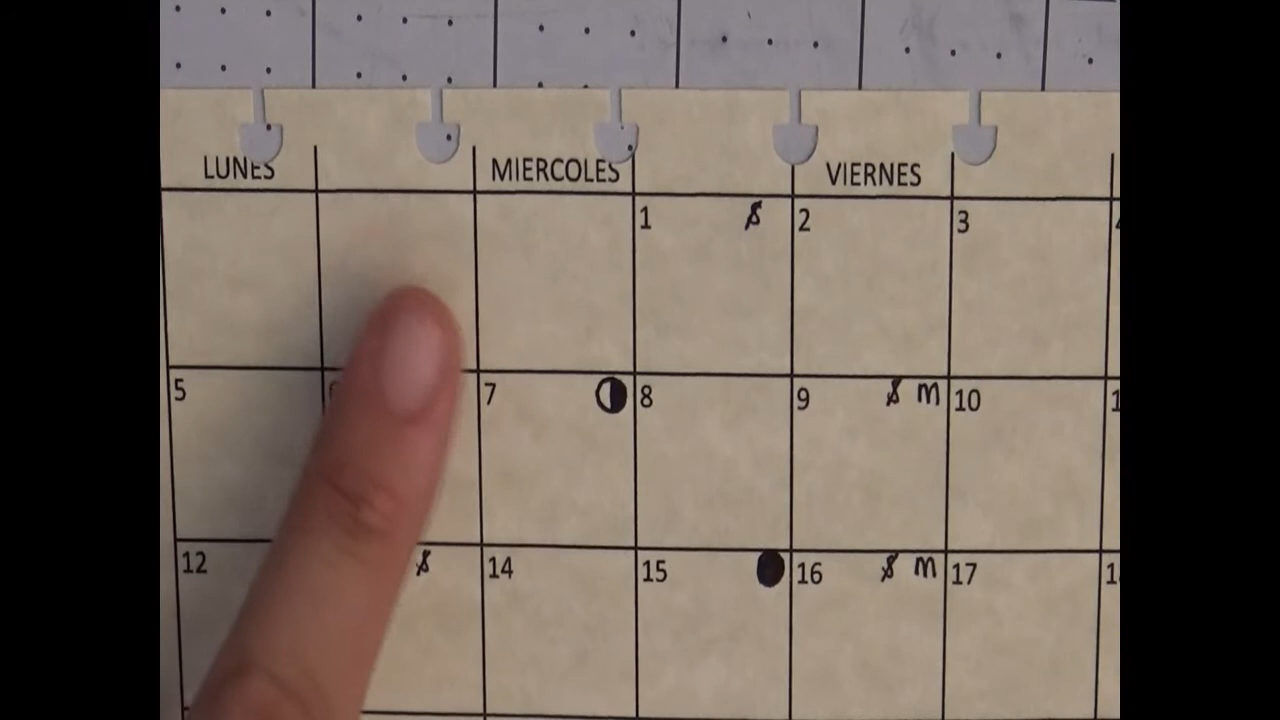 LUNES MIERCOLES VIERNES
1 $ 2 3
5 7 8 9 $ m 10
12 $ 14 15 16 $ m 17